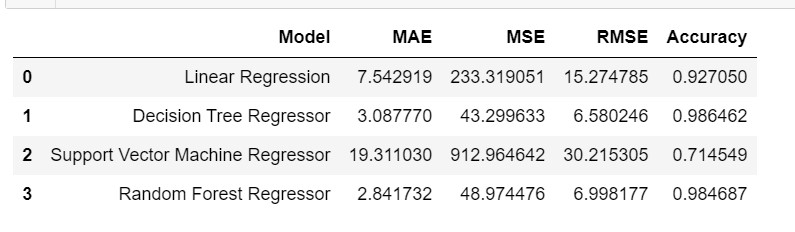 Model MAE MSE RMSE Accuracy
0 Linear Regression 7.542919 233.319051 15.274785 0.927050
1 Decision Tree Regressor 3.087770 43.299633 6.580246 0.986462
2 Support Vector Machine Regressor 19.311030 912.964642 30.215305 0.714549
3 Random Forest Regressor 2.841732 48.974476 6.998177 0.984687